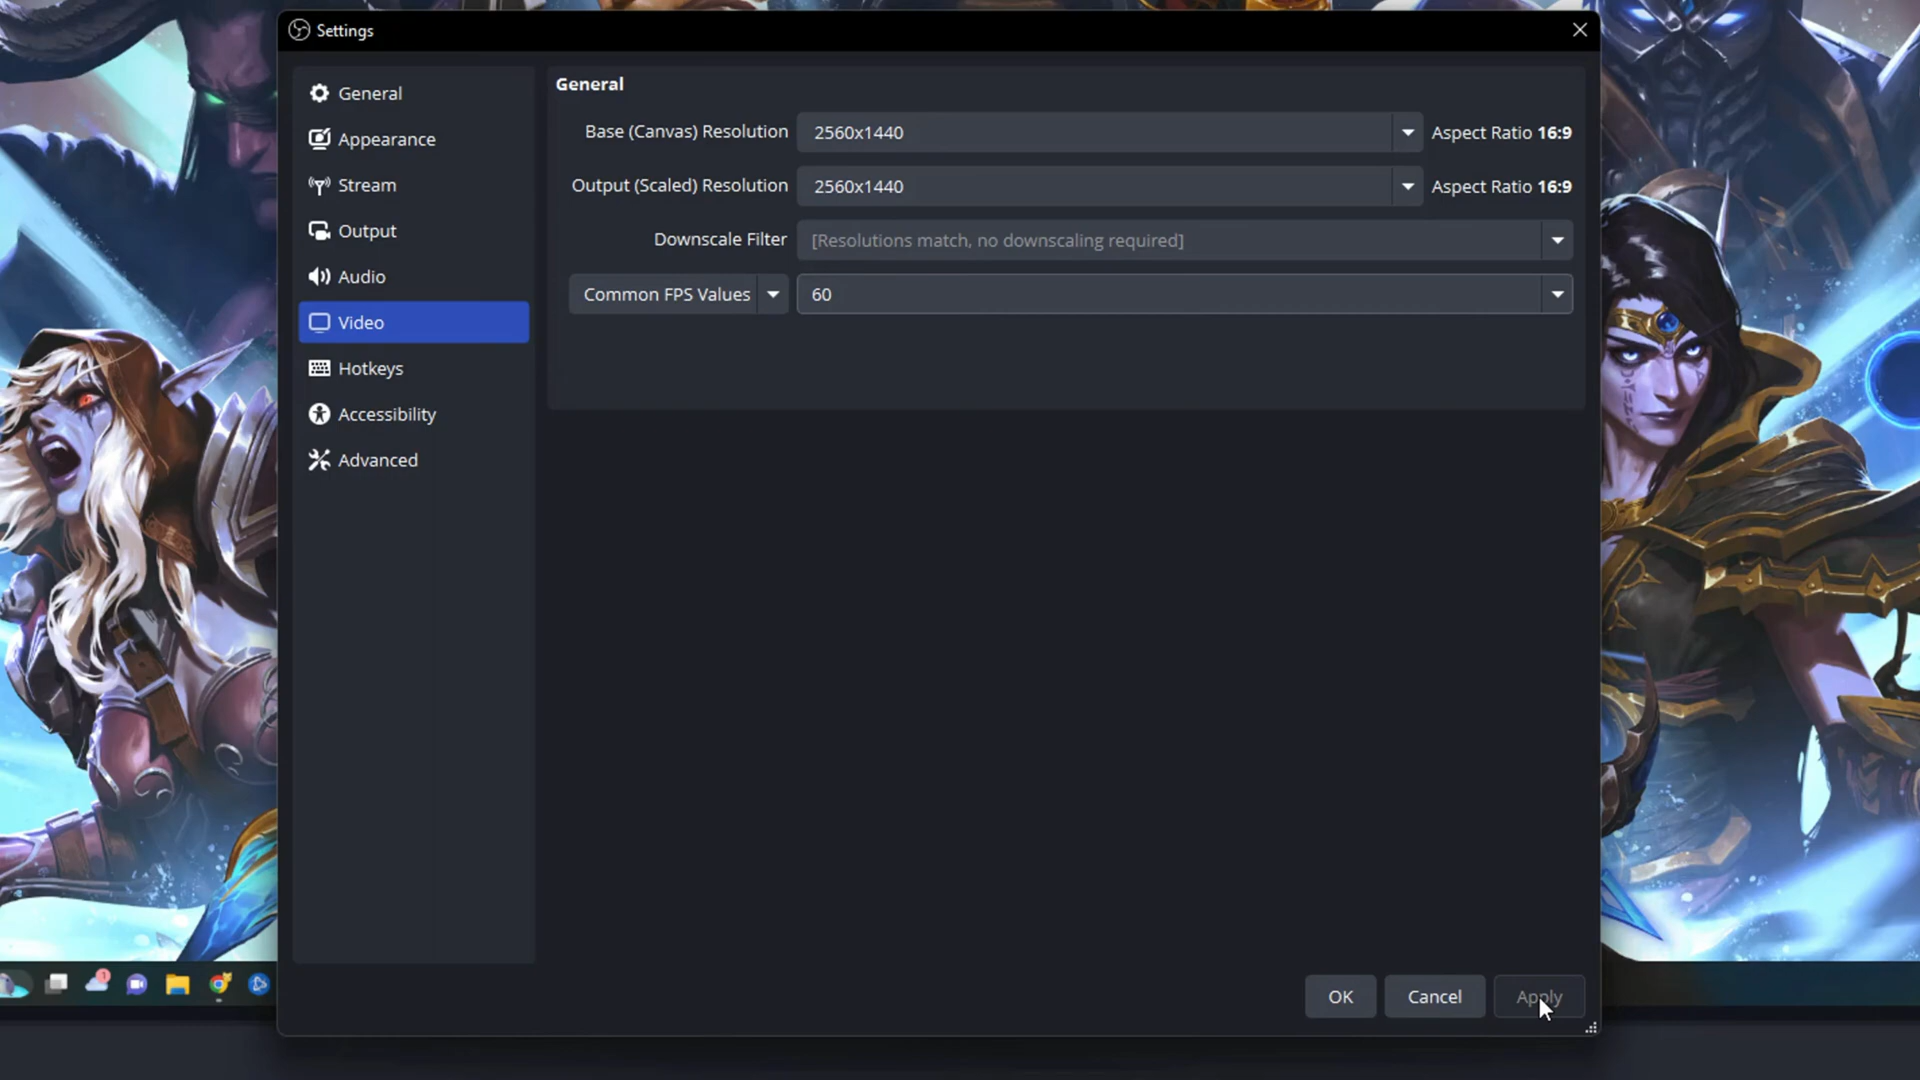 Settings
General
Appearance
Stream
Output
Audio
Video
Hotkeys
Accessibility
Advanced
General
Base (Canvas) Resolution 2560x1440 Aspect Ratio 16:9
Output (Scaled) Resolution 2560x1440 Aspect Ratio 16:9
Downscale Filter [Resolutions match, no downscaling required]
Common FPS Values 60
1
OK Cancel Apply